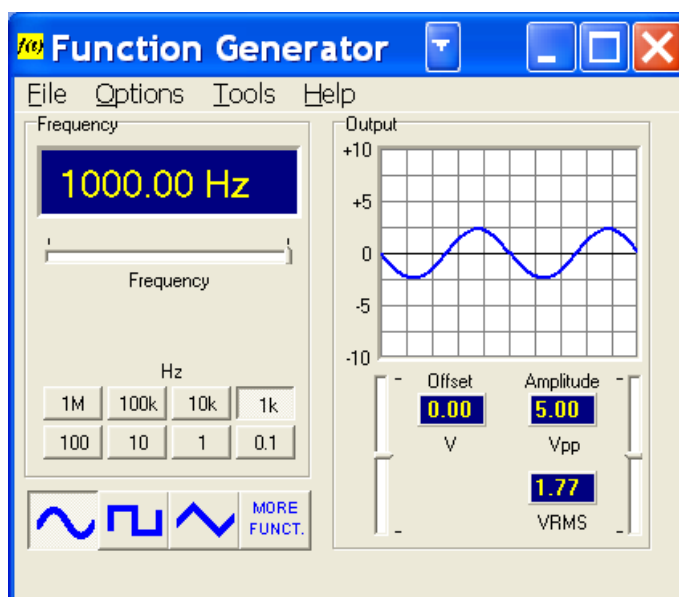 f(t) Function Generator
File Options Tools Help
Frequency
1000.00 Hz
Frequency
Hz
1M 100k 10k 1k
100 10 1 0.1
MORE
FUNCT.
Output
+10
+5
0
-5
-10
Offset Amplitude
0.00 5.00
V Vpp
1.77
VRMS